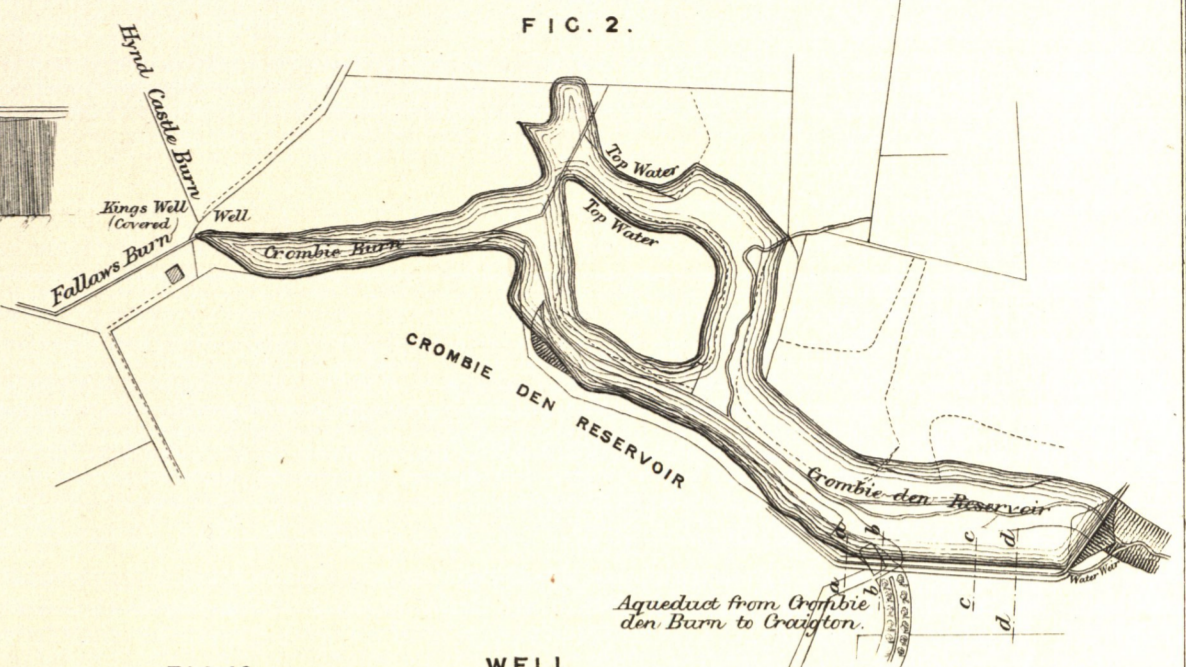 FIG. 2.
Hynd Castle Burn
Top Water
Top Water
Kings Well
(Covered)
Well
Fallaws Burn
Crombie Burn
CROMBIE DEN RESERVOIR
Crombie-den Reservoir
a
b
c
d
Water Weir
a
b
c
d
Aqueduct from Crombie
den Burn to Craigton.
WELL